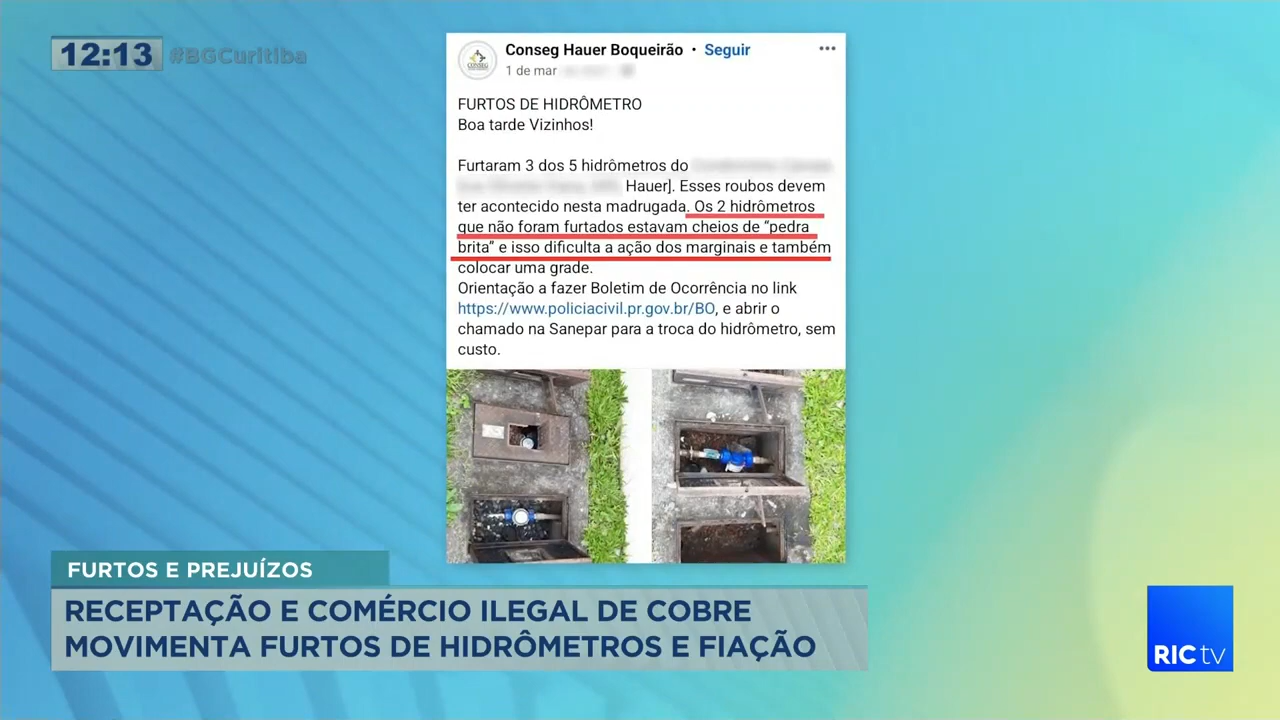 12:13 #BGCuritiba
Conseg Hauer Boqueirão • Seguir
1 de mar
CONSEG
FURTOS DE HIDRÔMETRO
Boa tarde Vizinhos!
Furtaram 3 dos 5 hidrômetros do
Hauer]. Esses roubos devem
ter acontecido nesta madrugada. Os 2 hidrômetros
que não foram furtados estavam cheios de “pedra
brita” e isso dificulta a ação dos marginais e também
colocar uma grade.
Orientação a fazer Boletim de Ocorrência no link
https://www.policiacivil.pr.gov.br/BO, e abrir o
chamado na Sanepar para a troca do hidrômetro, sem
custo.
FURTOS E PREJUÍZOS
RECEPTAÇÃO E COMÉRCIO ILEGAL DE COBRE
MOVIMENTA FURTOS DE HIDRÔMETROS E FIAÇÃO
RIC tv